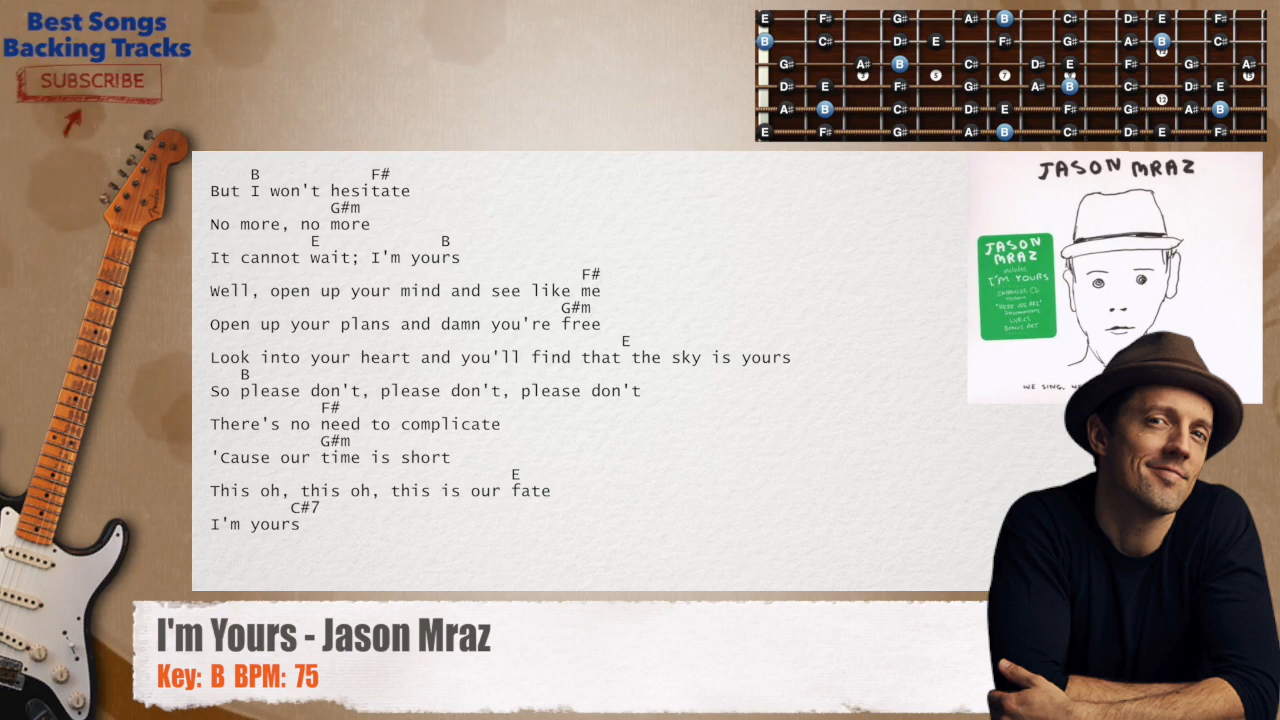 Best Songs
Backing Tracks
SUBSCRIBE
E F# G# A# B C# D# E F#
B C# D# E F# G# A# B C#
G# A# B C# D# E F# G# A#
D# E F# G# A# B C# D# E
A# B C# D# E F# G# A# B
E F# G# A# B C# D# E F#
B F#
But I won't hesitate
G#m
No more, no more
E B
It cannot wait; I'm yours
F#
Well, open up your mind and see like me
G#m
Open up your plans and damn you're free
E
Look into your heart and you'll find that the sky is yours
B
So please don't, please don't, please don't
F#
There's no need to complicate
G#m
'Cause our time is short
E
This oh, this oh, this is our fate
C#7
I'm yours
JASON MRAZ
JASON
MRAZ
I'M YOURS
WE SING.
I'm Yours - Jason Mraz
Key: B BPM: 75